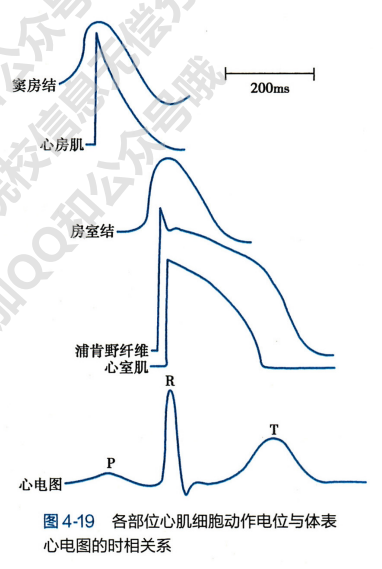 窦房结
200ms
心房肌
房室结
浦肯野纤维
心室肌
R
P
T
心电图
图 4-19 各部位心肌细胞动作电位与体表
心电图的时相关系